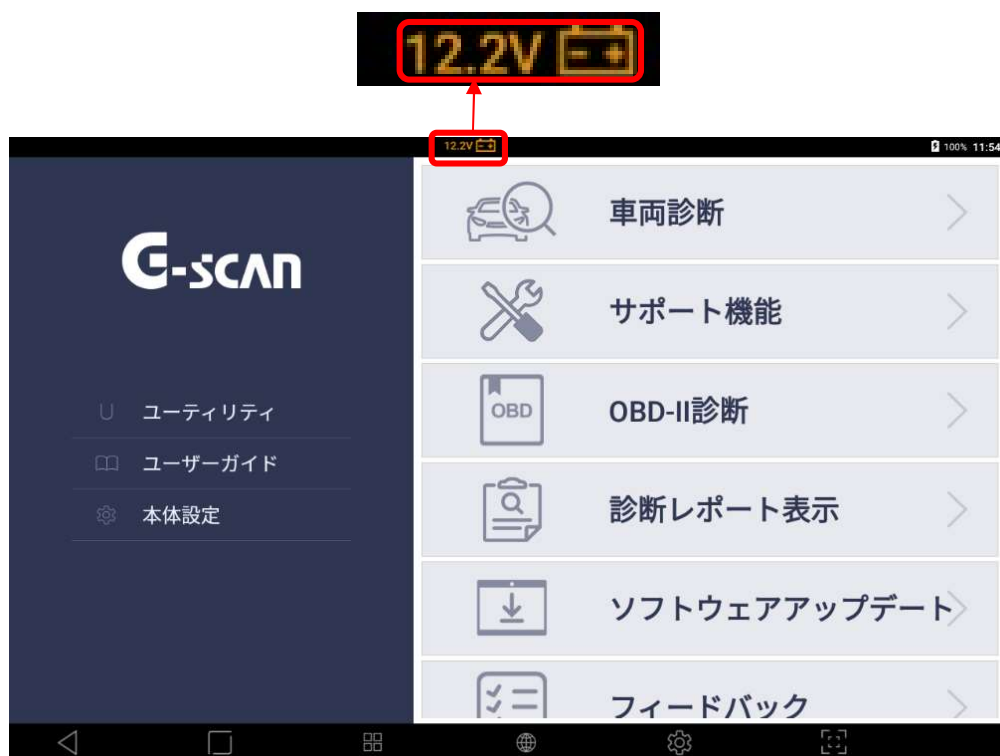 12.2V
12.2V
100% 11:54
G-scan
ユーティリティ
ユーザーガイド
本体設定
車両診断
サポート機能
OBD
OBD-II診断
診断レポート表示
ソフトウェアアップデート
フィードバック